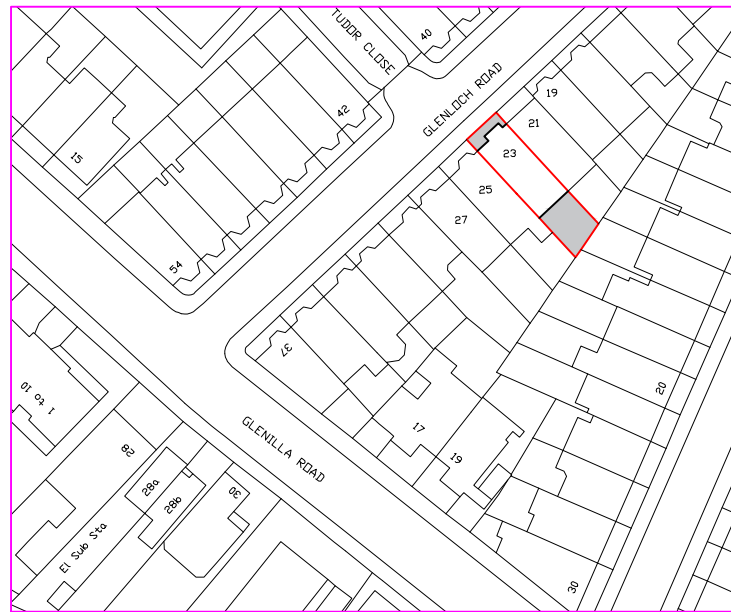 TUDOR CLOSE
40
GLENLOCH ROAD
19
42
21
15
23
25
27
54
37
20
1 to 10
17
GLENILLA ROAD
19
28
28a
30
28b
El Sub Sta
30